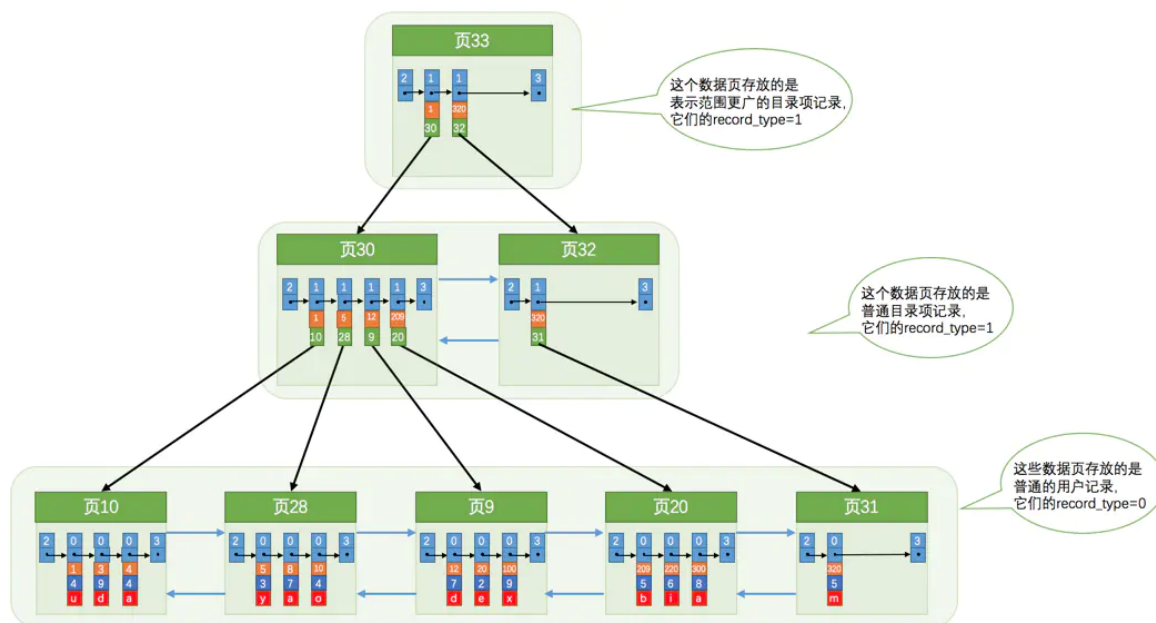 页33
2 1 1 3
1 320
30 32
这个数据页存放的是
表示范围更广的目录项记录，
它们的record_type=1
页30
2 1 1 1 1 3
1 5 12 209
10 28 9 20
页32
2 1 3
320
31
这个数据页存放的是
普通目录项记录，
它们的record_type=1
页10
2 0 0 0 3
1 3 4
4 9 4
u d a
页28
2 0 0 0 3
5 8 10
3 7 4
y a o
页9
2 0 0 0 3
12 20 100
7 2 9
d e x
页20
2 0 0 0 3
209 220 300
5 6 8
b i a
页31
2 0 3
320
5
m
这些数据页存放的是
普通的用户记录，
它们的record_type=0